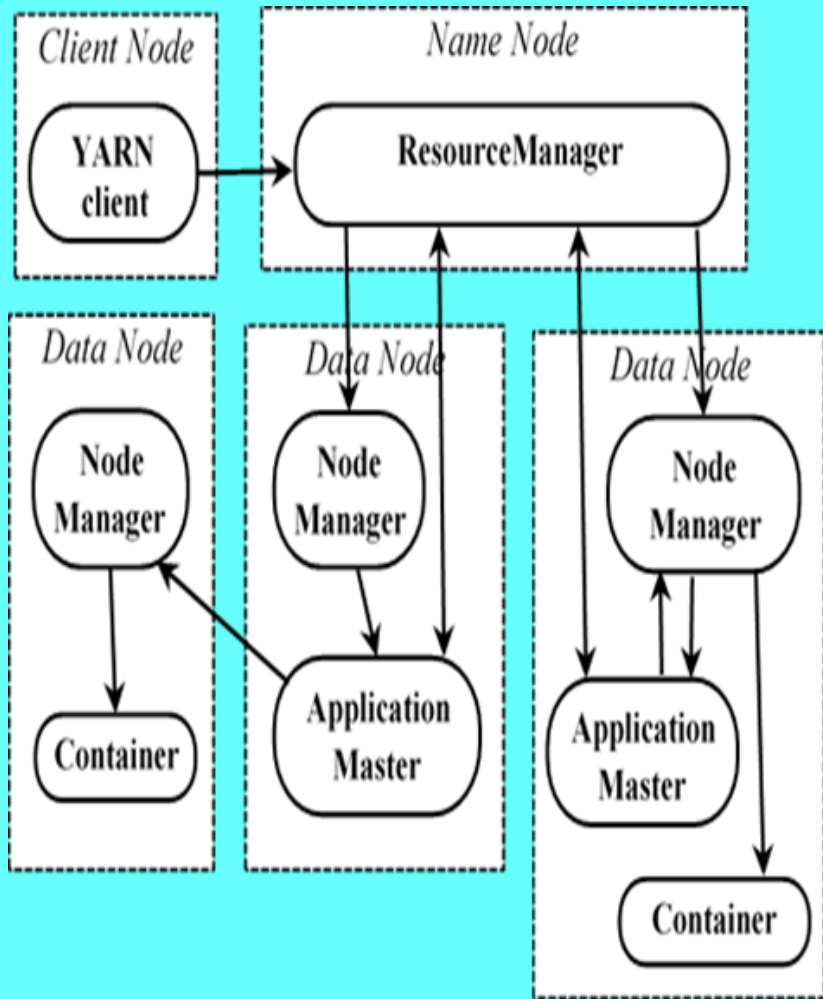 Client Node
YARN
client
Name Node
ResourceManager
Data Node
Node
Manager
Container
Data Node
Node
Manager
Application
Master
Data Node
Node
Manager
Application
Master
Container